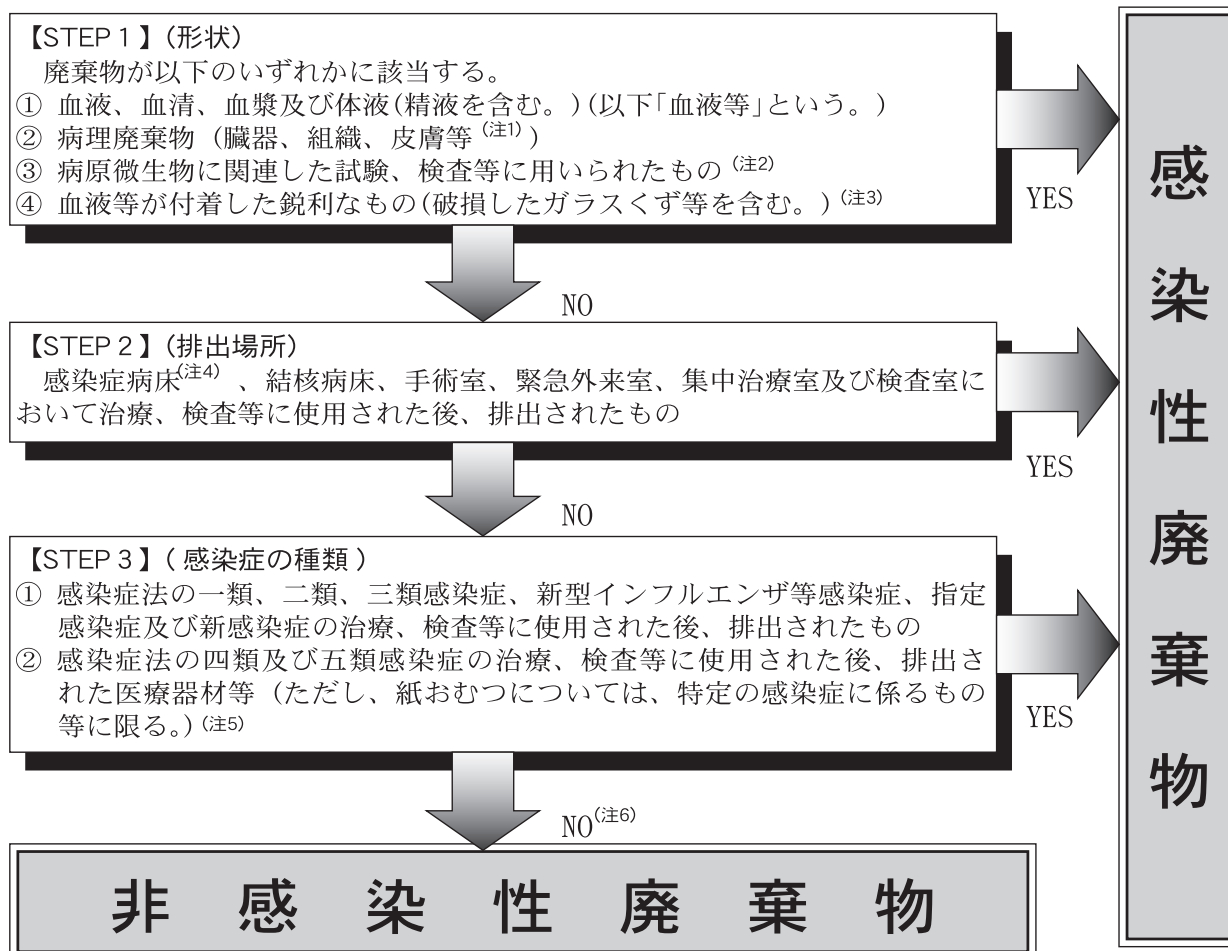 【STEP 1】(形状)
廃棄物が以下のいずれかに該当する。
① 血液、血清、血漿及び体液(精液を含む。)(以下「血液等」という。)
② 病理廃棄物(臓器、組織、皮膚等(注1))
③ 病原微生物に関連した試験、検査等に用いられたもの(注2)
④ 血液等が付着した鋭利なもの(破損したガラスくず等を含む。)(注3)
YES
NO
【STEP 2】(排出場所)
感染症病床(注4)、結核病床、手術室、緊急外来室、集中治療室及び検査室に
おいて治療、検査等に使用された後、排出されたもの
YES
NO
【STEP 3】(感染症の種類)
① 感染症法の一類、二類、三類感染症、新型インフルエンザ等感染症、指定
感染症及び新感染症の治療、検査等に使用された後、排出されたもの
② 感染症法の四類及び五類感染症の治療、検査等に使用された後、排出さ
れた医療器材等(ただし、紙おむつについては、特定の感染症に係るもの
等に限る。)(注5)
YES
NO(注6)
感染性廃棄物
非感染性廃棄物